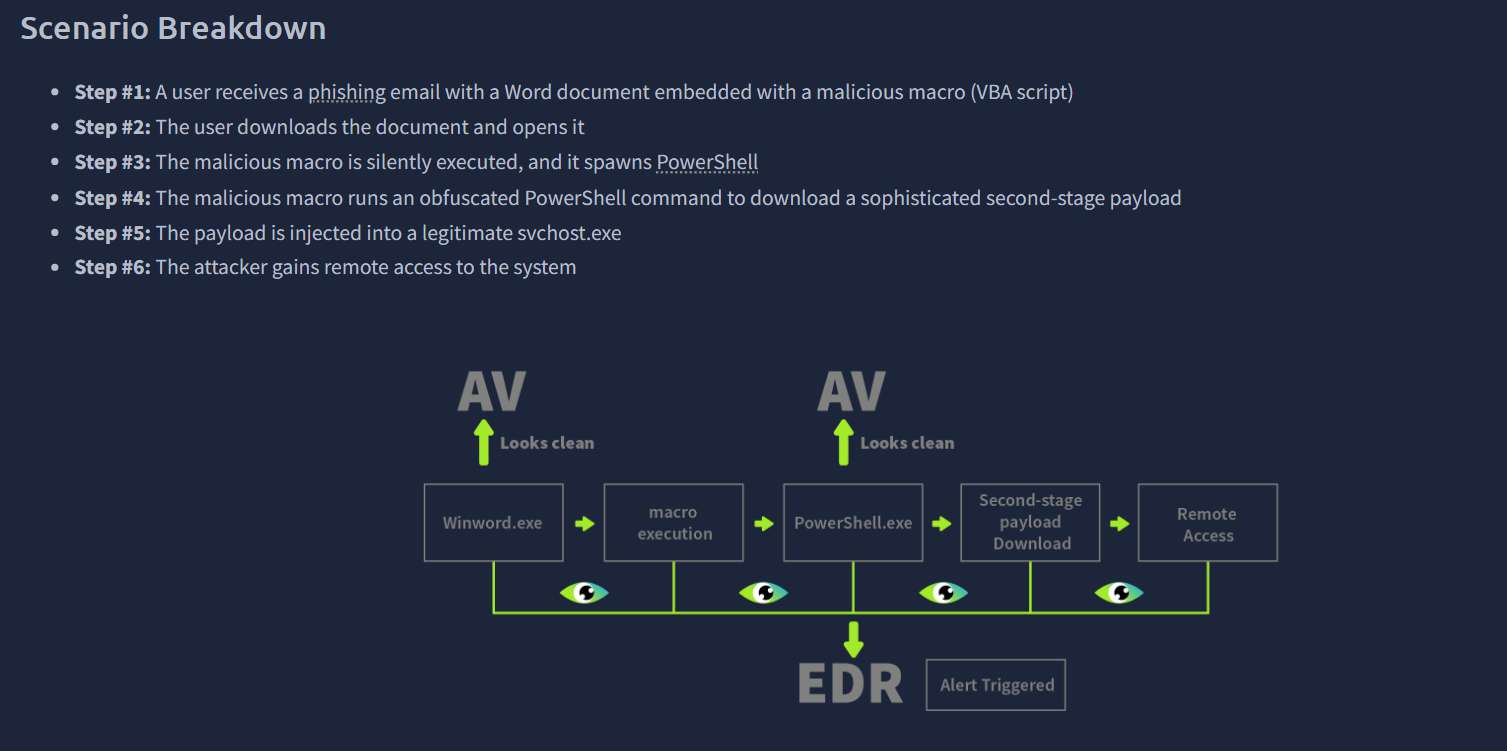 Scenario Breakdown
• Step #1: A user receives a phishing email with a Word document embedded with a malicious macro (VBA script)
• Step #2: The user downloads the document and opens it
• Step #3: The malicious macro is silently executed, and it spawns PowerShell
• Step #4: The malicious macro runs an obfuscated PowerShell command to download a sophisticated second-stage payload
• Step #5: The payload is injected into a legitimate svchost.exe
• Step #6: The attacker gains remote access to the system
AV
Looks clean
AV
Looks clean
Winword.exe
macro
execution
PowerShell.exe
Second-stage
payload
Download
Remote
Access
EDR
Alert Triggered